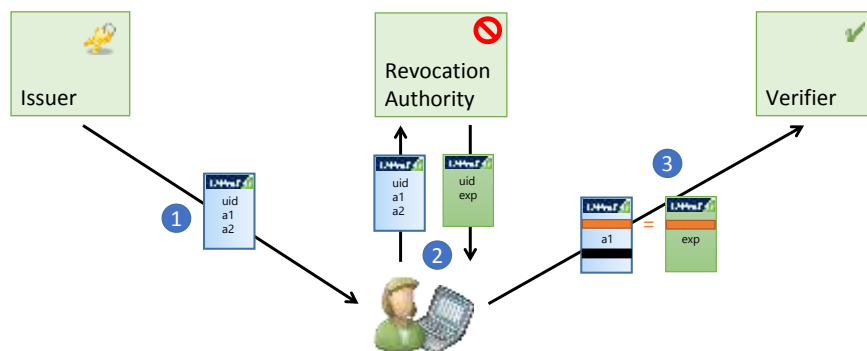 Issuer
Revocation
Authority
Verifier
3
uid
a1
a2
uid
a1
a2
uid
exp
1
2
a1
=
exp